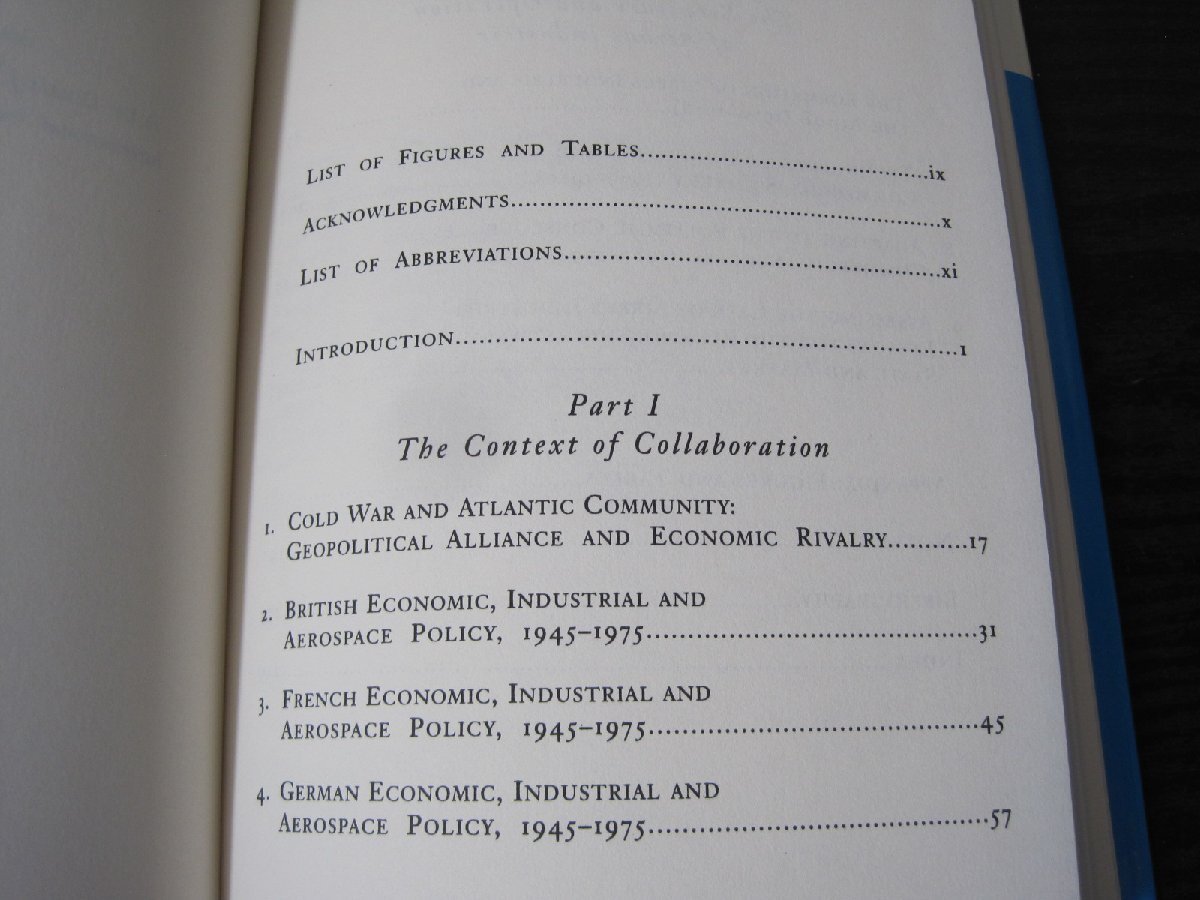 List of Figures and Tables........................................ix
Acknowledgments............................................................x
List of Abbreviations.....................................................xi
Introduction...............................................................1
Part I
The Context of Collaboration
1. Cold War and Atlantic Community:
Geopolitical Alliance and Economic Rivalry...........17
2. British Economic, Industrial and
Aerospace Policy, 1945–1975.......................................31
3. French Economic, Industrial and
Aerospace Policy, 1945–1975.......................................45
4. German Economic, Industrial and
Aerospace Policy, 1945–1975.......................................57